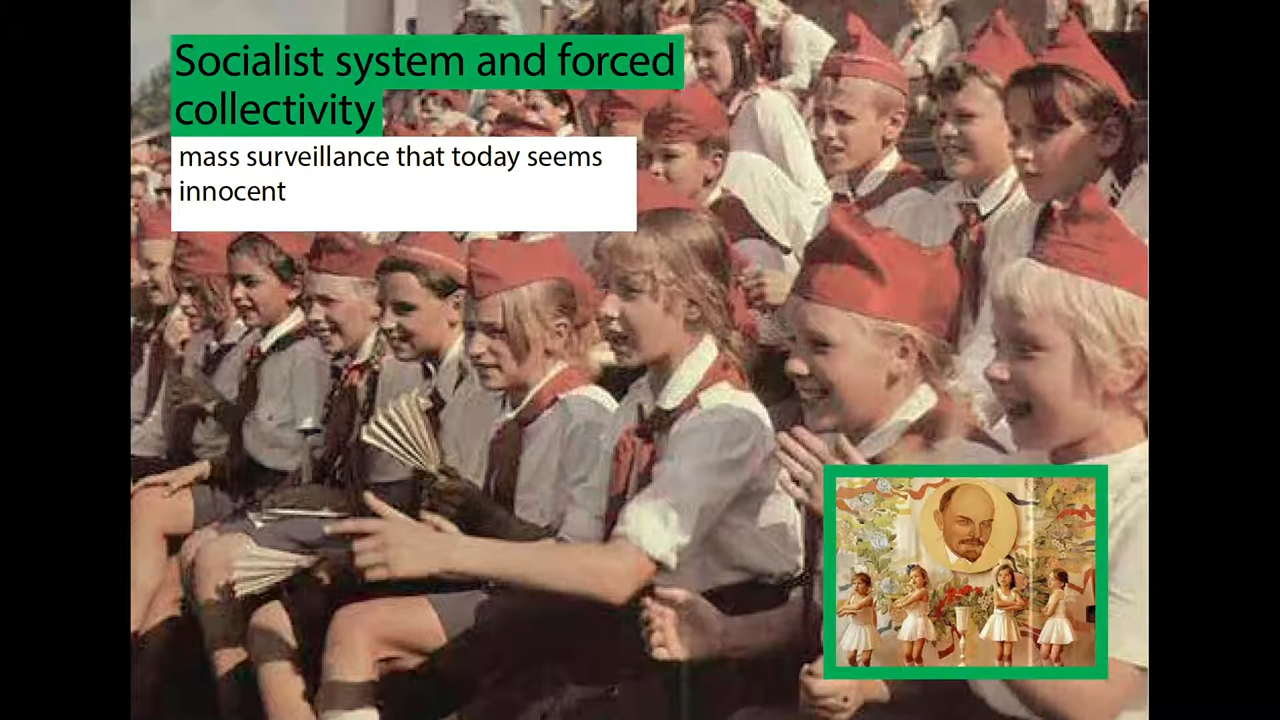 Socialist system and forced
collectivity
mass surveillance that today seems
innocent